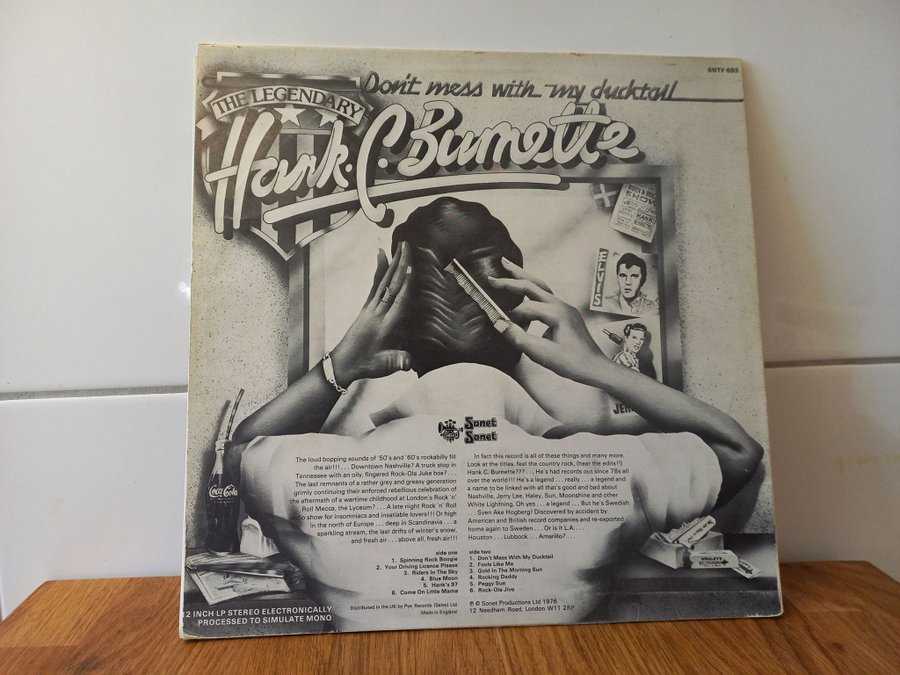 SNTF 693
Don't mess with my ducktail
THE LEGENDARY
Hank. C. Burnette
ROCK & ROLL
SHOW
HANK
ELVIS
Coca-Cola
Sonet
Sonet
The loud bopping sounds of '50's and '60's rockabilly fill
the air!!! . . . Downtown Nashville? A truck stop in
Tennessee with an oily, fingered Rock-Ola Juke box? . . .
The last remnants of a rather grey and greasy generation
grimly continuing their enforced rebellious celebration of
the aftermath of a wartime childhood at London's Rock 'n'
Roll Mecca, the Lyceum? . . . A late night Rock 'n' Roll
radio show for insomniacs and insatiable lovers!!! Or high
in the north of Europe . . . deep in Scandinavia . . . a
sparkling stream, the last drifts of winter's snow,
and fresh air . . . above all, fresh air!!!
In fact this record is all of these things and many more.
Look at the titles, feel the country rock, (hear the edits!!)
Hank C. Burnette??? . . . He's had records out since 78s all
over the world!!! He's a legend . . . really . . . a legend and
a name to be linked with all that's good and bad about
Nashville, Jerry Lee, Haley, Sun, Moonshine and other
White Lightning. Oh yes . . . a legend . . . But he's Swedish
. . . Sven Ake Hogberg! Discovered by accident by
American and British record companies and re-exported
home again to Sweden . . . Or is it L.A. . . .
Houston . . . Lubbock . . . Amarillo? . . .
side one
1. Spinning Rock Boogie
2. Your Driving Licence Please
3. Riders In The Sky
4. Blue Moon
5. Hank's 97
6. Come On Little Mama
side two
1. Don't Mess With My Ducktail
2. Fools Like Me
3. Gold In The Morning Sun
4. Rocking Daddy
5. Peggy Sue
6. Rock-Ola Jive
12 INCH LP STEREO ELECTRONICALLY
PROCESSED TO SIMULATE MONO
Distributed in the UK by Pye Records (Sales) Ltd
Made in England
℗ © Sonet Productions Ltd 1976
12 Needham Road, London W11 2RP